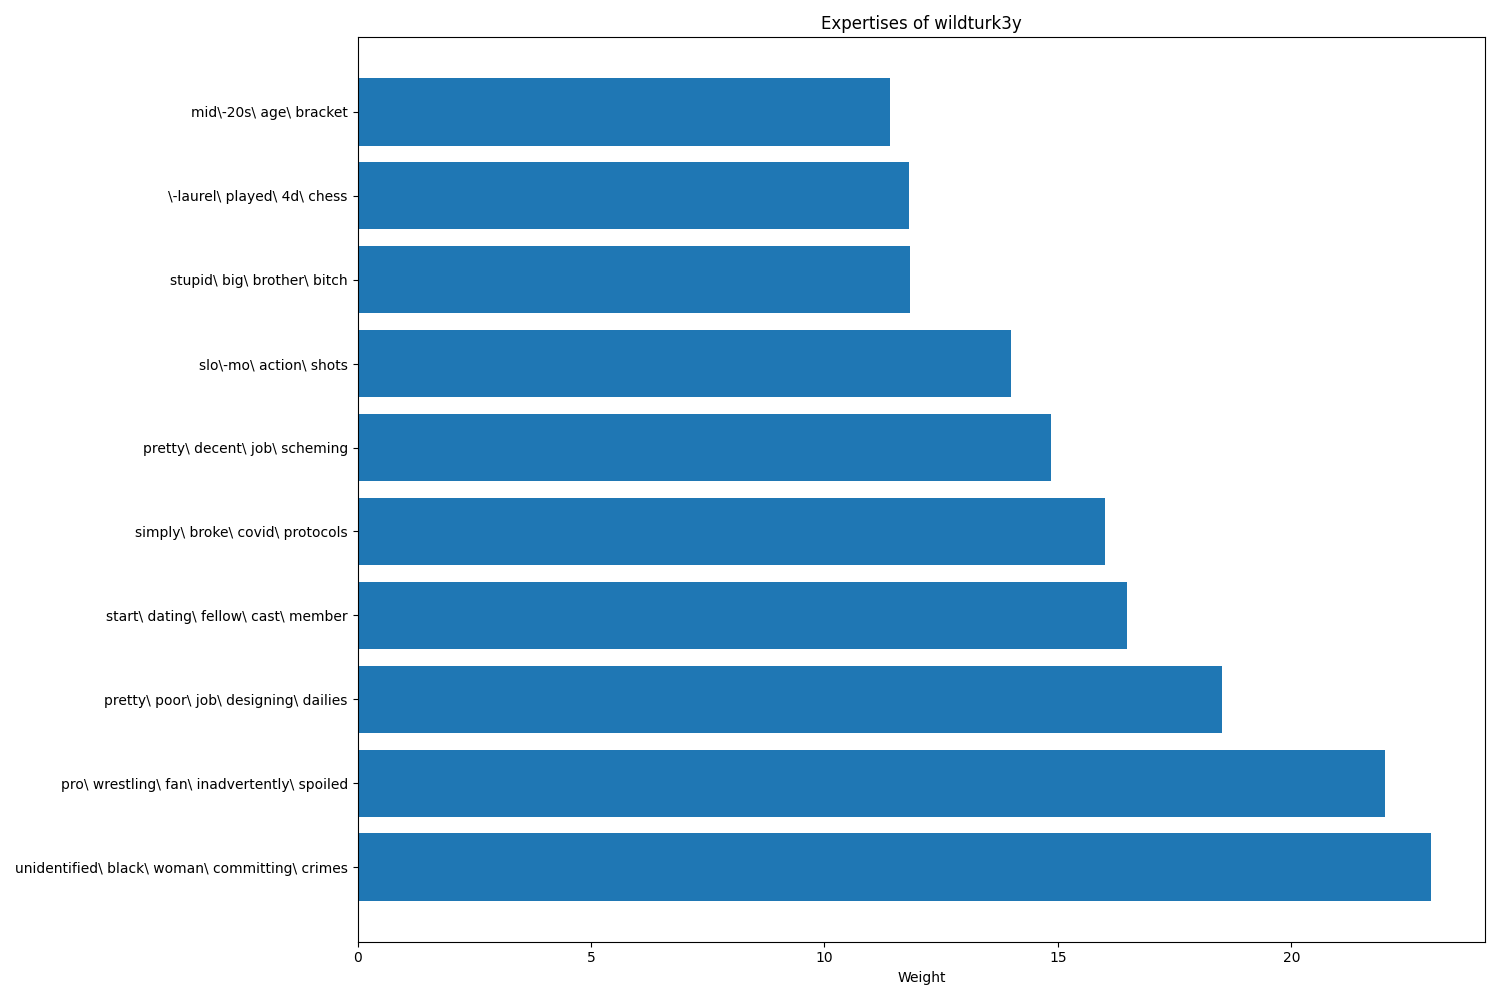 Expertises of wildturk3y
mid\-20s\ age\ bracket
\-laurel\ played\ 4d\ chess
stupid\ big\ brother\ bitch
slo\-mo\ action\ shots
pretty\ decent\ job\ scheming
simply\ broke\ covid\ protocols
start\ dating\ fellow\ cast\ member
pretty\ poor\ job\ designing\ dailies
pro\ wrestling\ fan\ inadvertently\ spoiled
unidentified\ black\ woman\ committing\ crimes
0 5 10 15 20
Weight